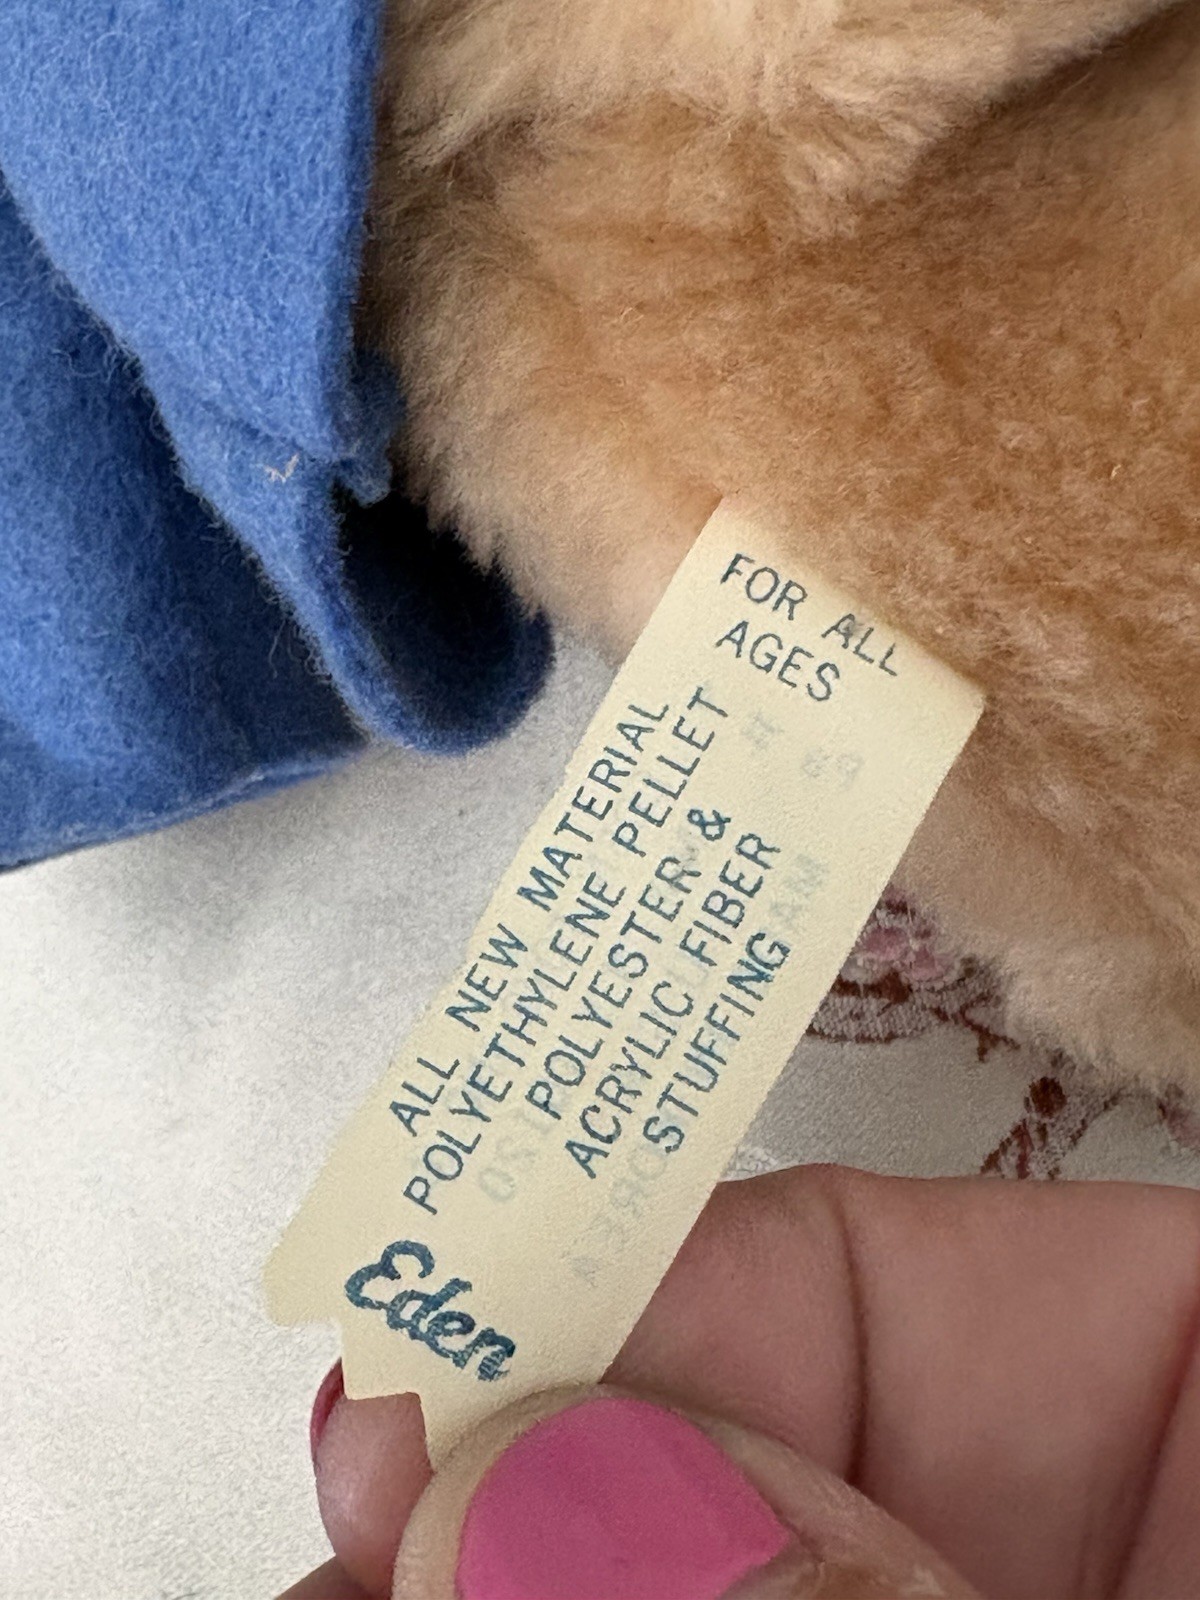 FOR ALL
AGES
ALL NEW MATERIAL
POLYETHYLENE PELLET
POLYESTER &
ACRYLIC FIBER
STUFFING
Eden